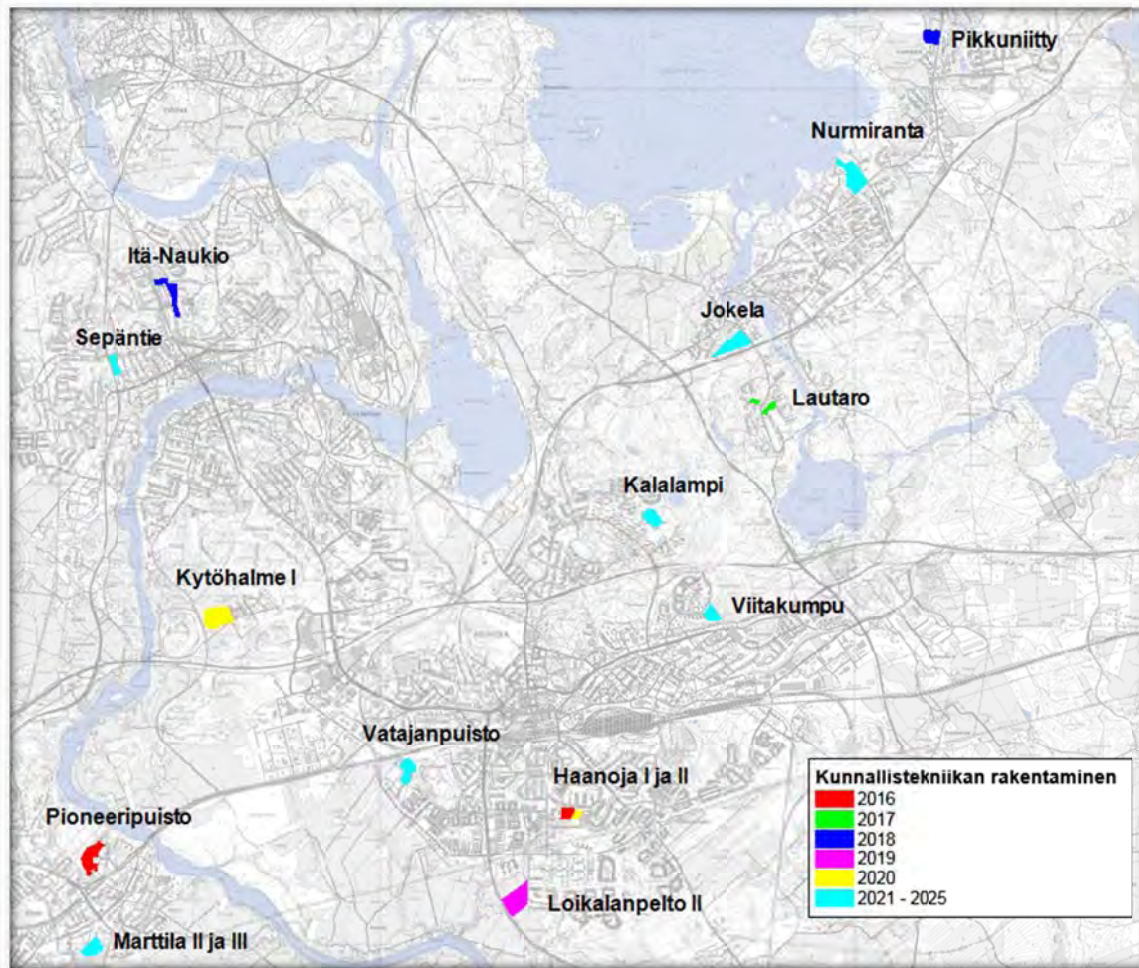 Pikkuniitty
Nurmiranta
Itä-Naukio
Sepäntie
Jokela
Lautaro
Kalalampi
Kytöhalme I
Viitakumpu
Vatajanpuisto
Haanoja I ja II
Pioneeripuisto
Loikalanpelto II
Marttila II ja III
Kunnallistekniikan rakentaminen
2016
2017
2018
2019
2020
2021 - 2025